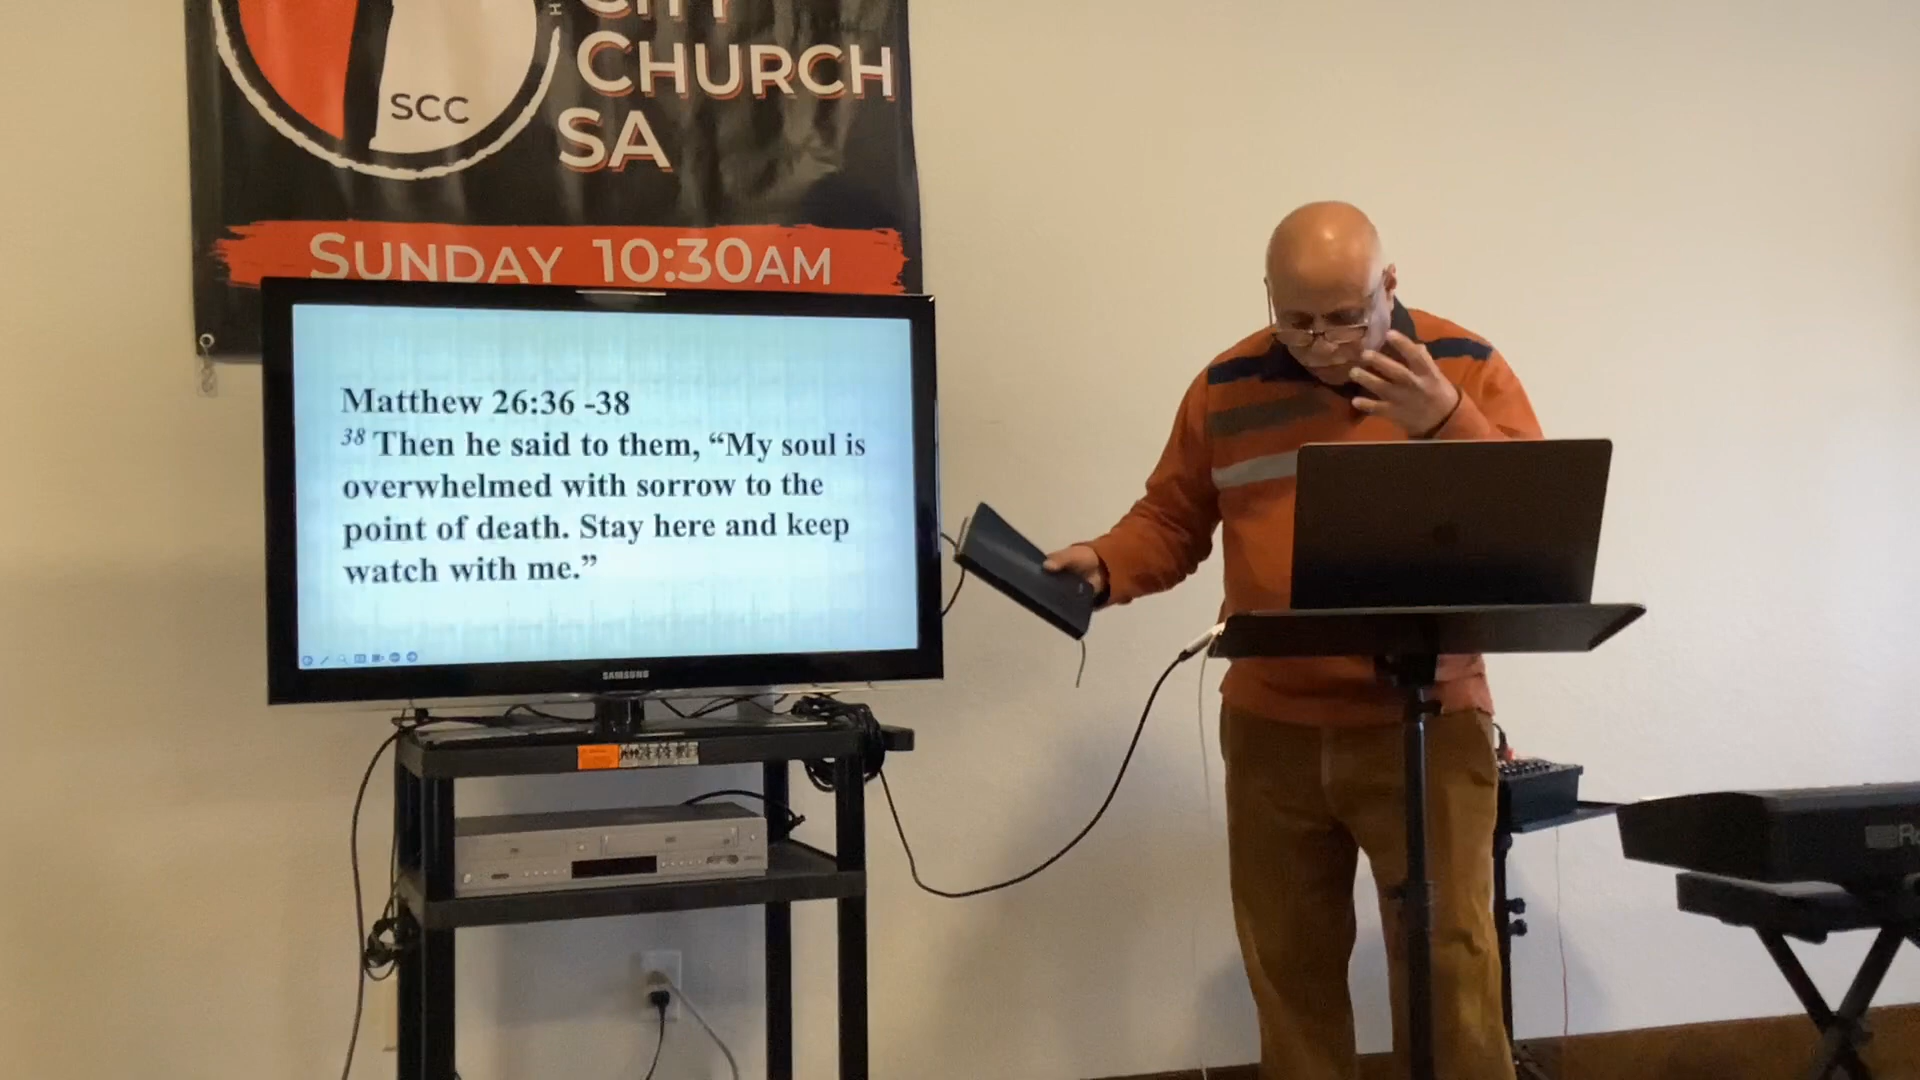 CITY
CHURCH
SCC
SA
SUNDAY 10:30AM
Matthew 26:36 -38
38 Then he said to them, “My soul is
overwhelmed with sorrow to the
point of death. Stay here and keep
watch with me.”
SAMSUNG